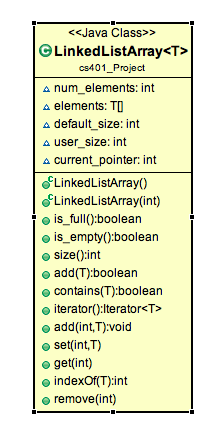 <<Java Class>>
C LinkedListArray<T>
cs401_Project
num_elements: int
elements: T[]
default_size: int
user_size: int
current_pointer: int
C LinkedListArray()
C LinkedListArray(int)
is_full():boolean
is_empty():boolean
size():int
add(T):boolean
contains(T):boolean
iterator():Iterator<T>
add(int,T):void
set(int,T)
get(int)
indexOf(T):int
remove(int)